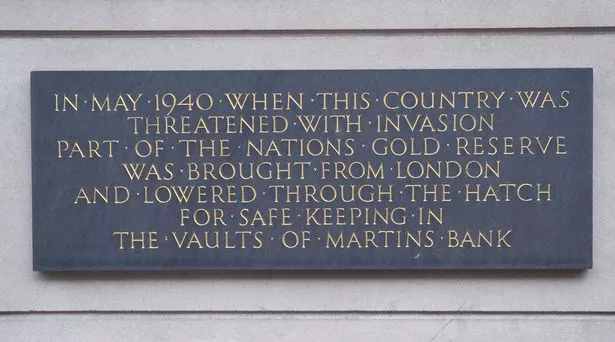 IN·MAY·1940·WHEN·THIS·COUNTRY·WAS
THREATENED·WITH·INVASION
PART·OF·THE·NATIONS·GOLD·RESERVE
WAS·BROUGHT·FROM·LONDON
AND·LOWERED·THROUGH·THE·HATCH
FOR·SAFE·KEEPING·IN
THE·VAULTS·OF·MARTINS·BANK